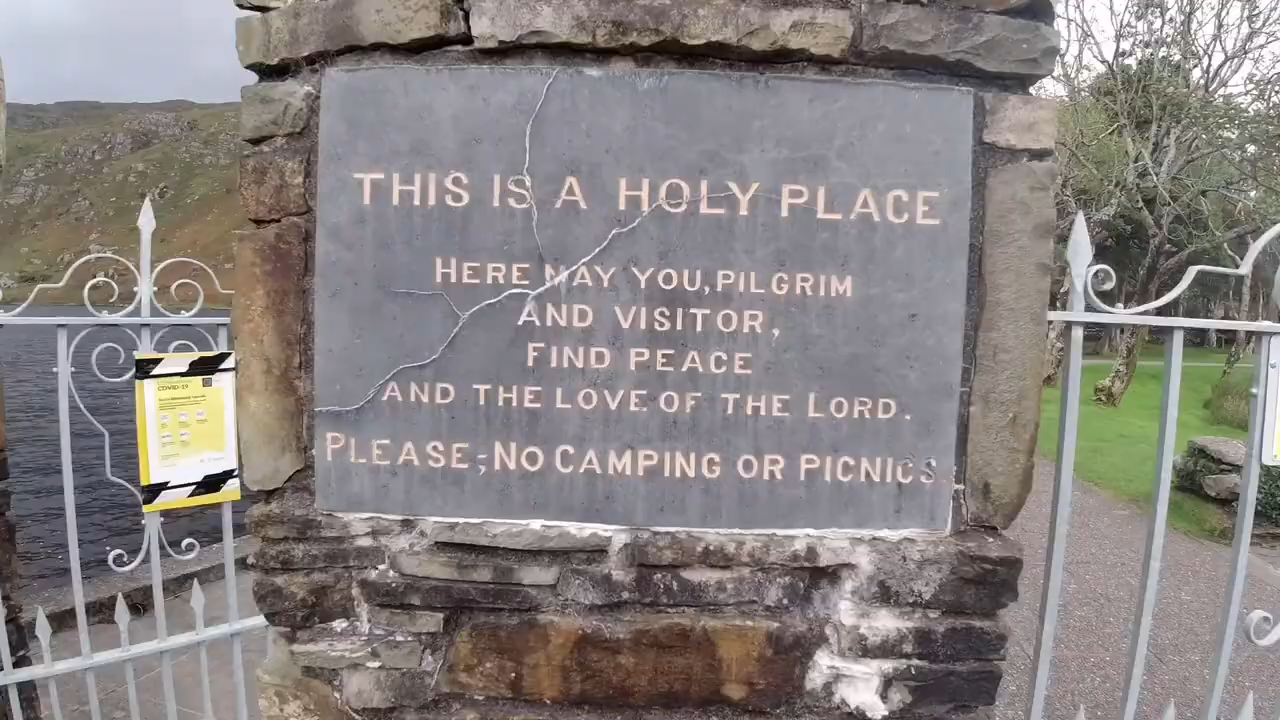 THIS IS A HOLY PLACE
HERE MAY YOU, PILGRIM
AND VISITOR,
FIND PEACE
AND THE LOVE OF THE LORD.
PLEASE; NO CAMPING OR PICNICS
COVID-19